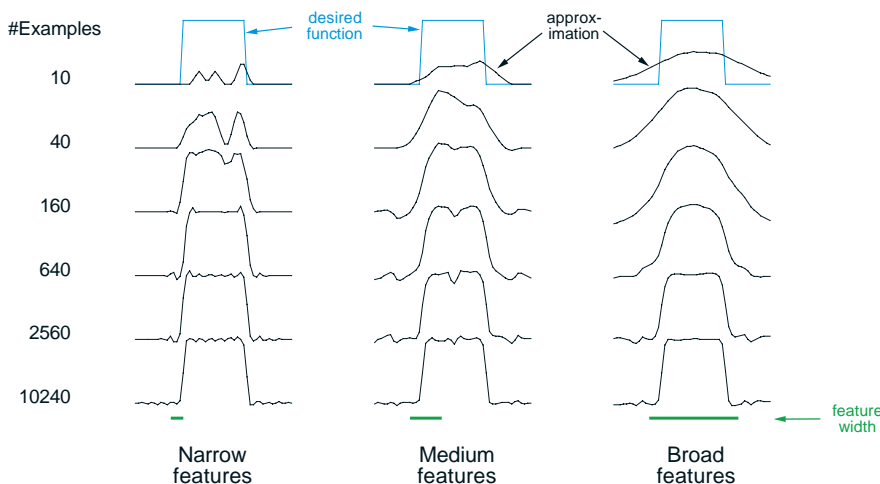 #Examples
desired
function
approx-
imation
10
40
160
640
2560
10240
feature
width
Narrow
features
Medium
features
Broad
features